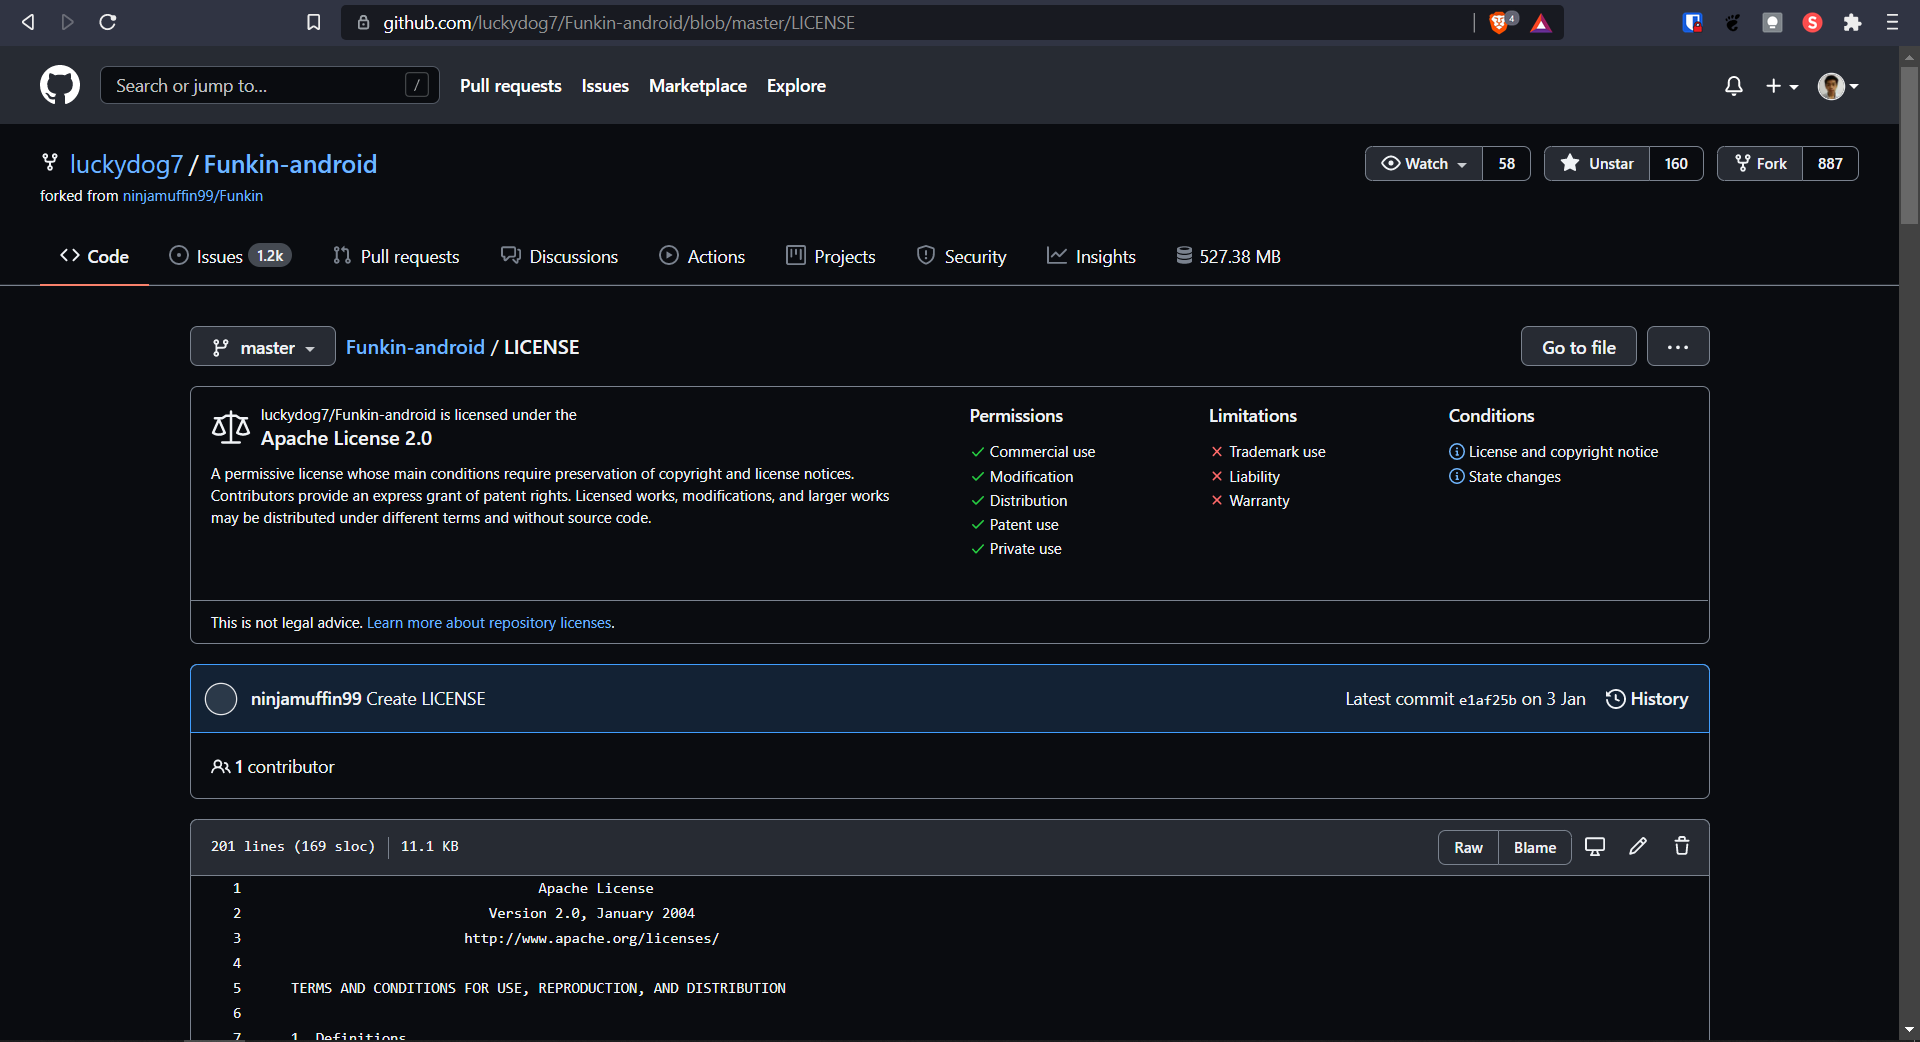 github.com/luckydog7/Funkin-android/blob/master/LICENSE
4
S
Search or jump to... /
Pull requests Issues Marketplace Explore
luckydog7 / Funkin-android
Watch 58 Unstar 160 Fork 887
forked from ninjamuffin99/Funkin
Code Issues 1.2k Pull requests Discussions Actions Projects Security Insights 527.38 MB
master Funkin-android / LICENSE Go to file ...
luckydog7/Funkin-android is licensed under the
Apache License 2.0
A permissive license whose main conditions require preservation of copyright and license notices.
Contributors provide an express grant of patent rights. Licensed works, modifications, and larger works
may be distributed under different terms and without source code.
Permissions
Commercial use
Modification
Distribution
Patent use
Private use
Limitations
Trademark use
Liability
Warranty
Conditions
License and copyright notice
State changes
This is not legal advice. Learn more about repository licenses.
ninjamuffin99 Create LICENSE Latest commit e1af25b on 3 Jan History
1 contributor
201 lines (169 sloc) 11.1 KB Raw Blame
1 Apache License
2 Version 2.0, January 2004
3 http://www.apache.org/licenses/
4
5 TERMS AND CONDITIONS FOR USE, REPRODUCTION, AND DISTRIBUTION
6
7 1. Definitions.